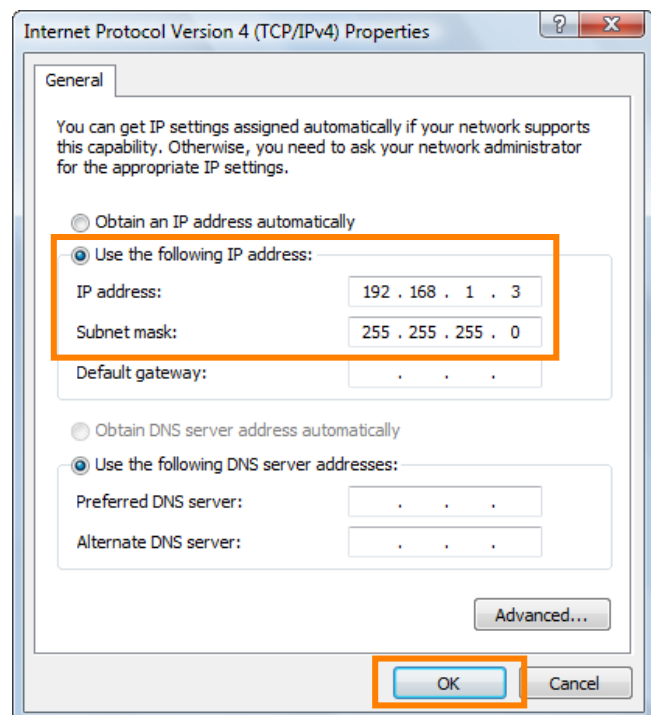 Internet Protocol Version 4 (TCP/IPv4) Properties
General
You can get IP settings assigned automatically if your network supports
this capability. Otherwise, you need to ask your network administrator
for the appropriate IP settings.
Obtain an IP address automatically
Use the following IP address:
IP address: 192 . 168 . 1 . 3
Subnet mask: 255 . 255 . 255 . 0
Default gateway: . . .
Obtain DNS server address automatically
Use the following DNS server addresses:
Preferred DNS server: . . .
Alternate DNS server: . . .
Advanced...
OK Cancel